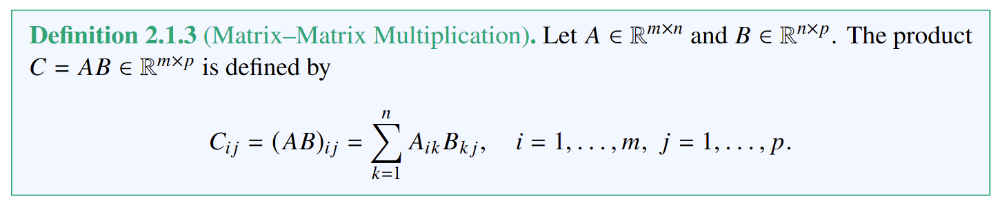 Definition 2.1.3 (Matrix–Matrix Multiplication). Let $A \in \mathbb{R}^{m \times n}$ and $B \in \mathbb{R}^{n \times p}$. The product
$C = AB \in \mathbb{R}^{m \times p}$ is defined by
$C_{ij} = (AB)_{ij} = \sum_{k=1}^{n} A_{ik} B_{kj}, \quad i = 1, \ldots, m, \; j = 1, \ldots, p.$